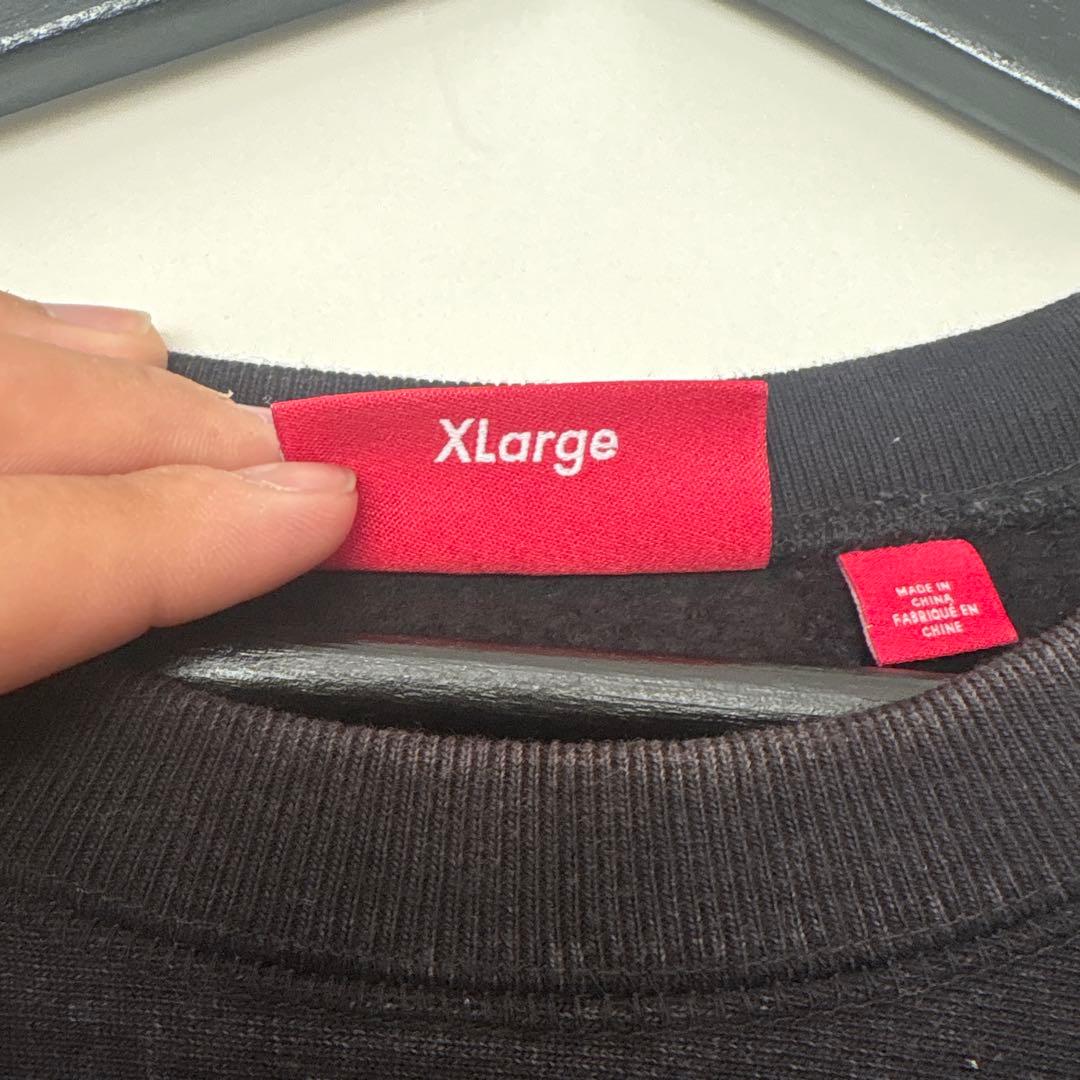 XLarge
MADE IN
CHINA
FABRIQUÉ EN
CHINE